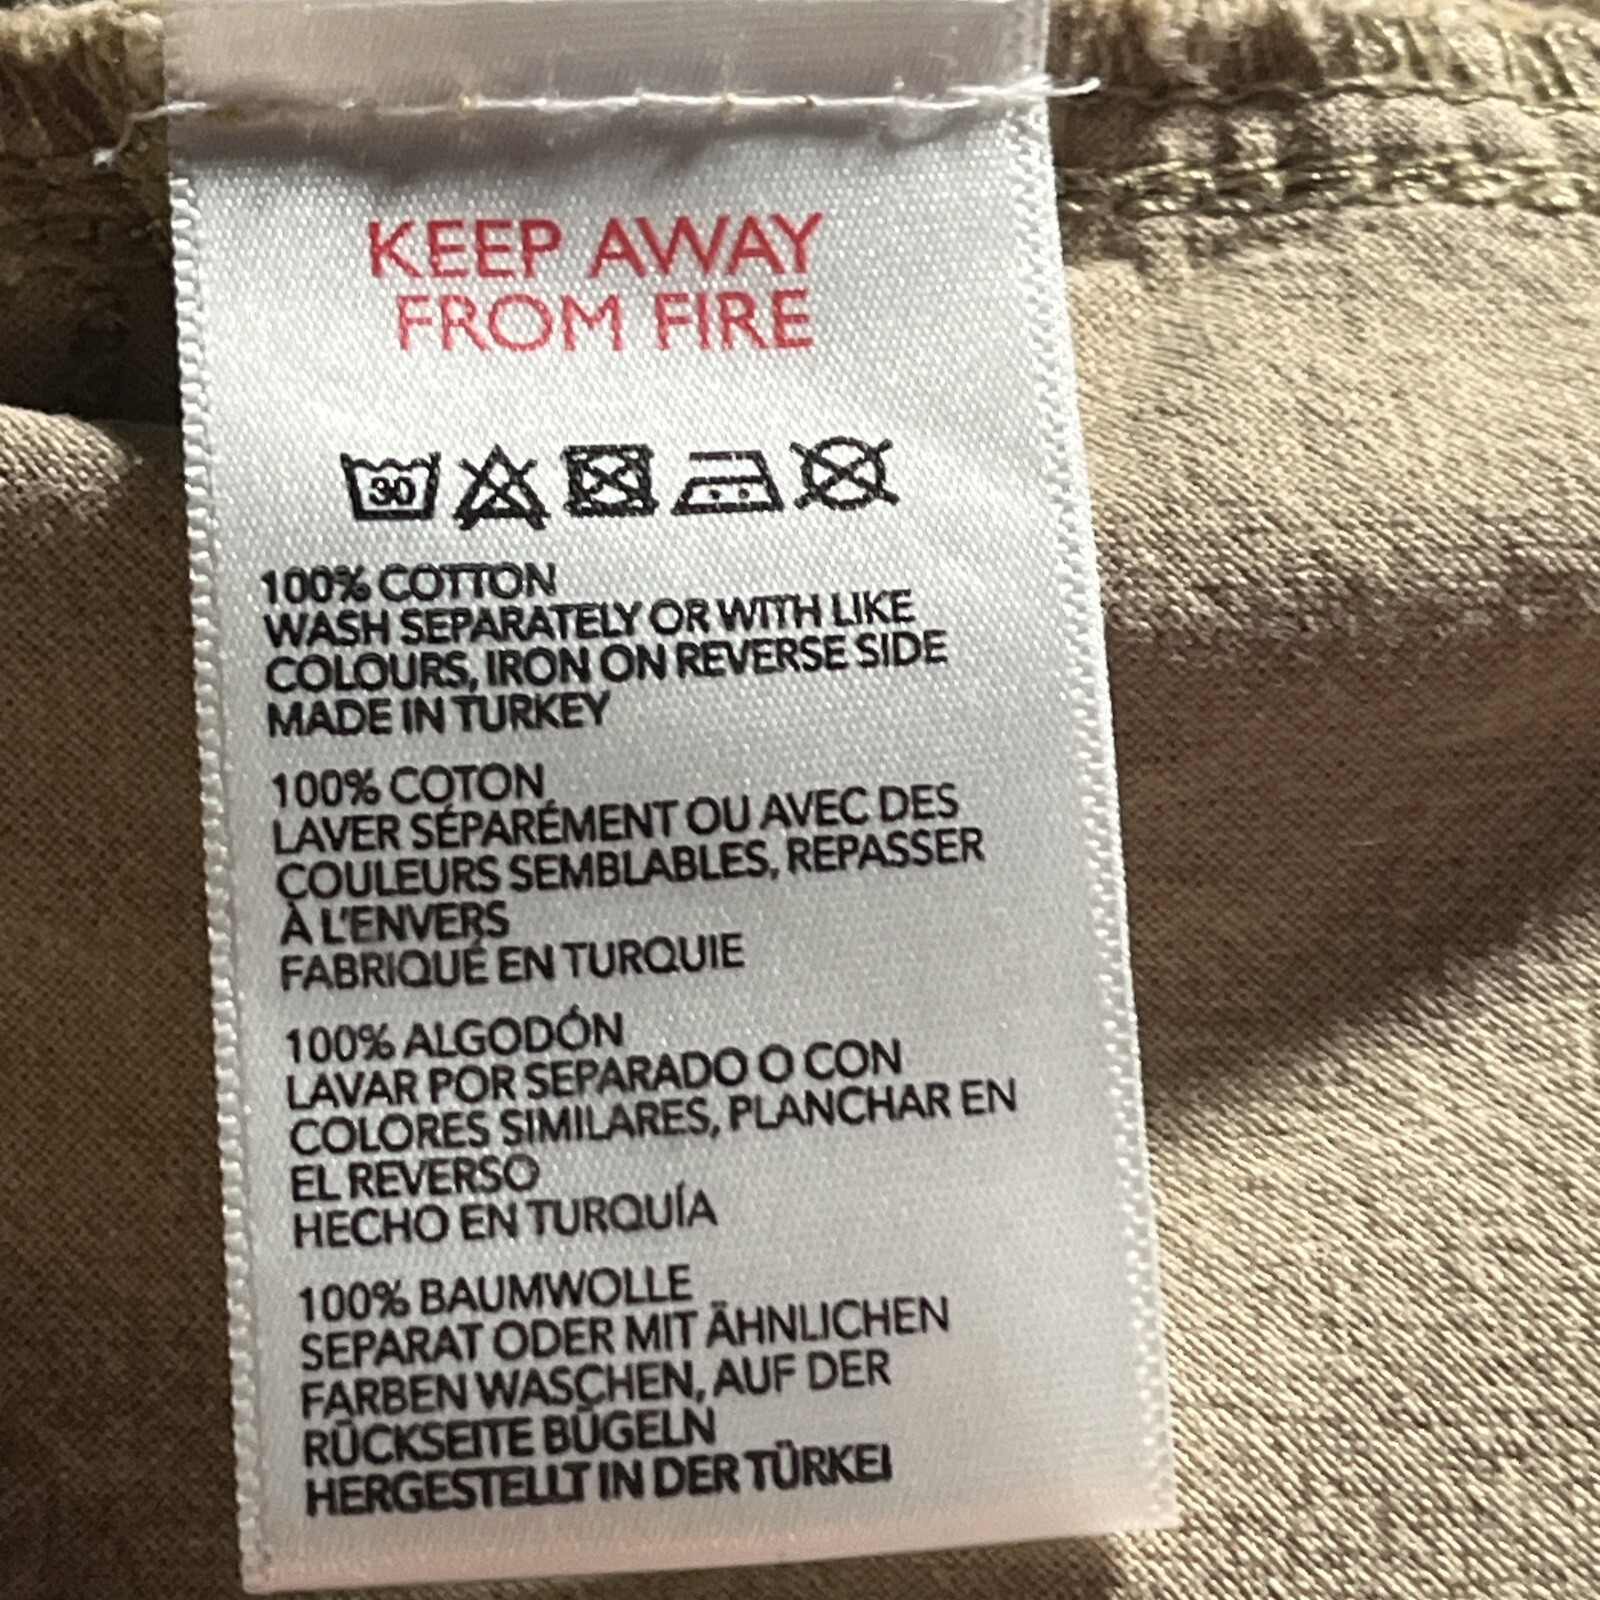 KEEP AWAY
FROM FIRE
30
100% COTTON
WASH SEPARATELY OR WITH LIKE
COLOURS, IRON ON REVERSE SIDE
MADE IN TURKEY
100% COTON
LAVER SÉPARÉMENT OU AVEC DES
COULEURS SEMBLABLES, REPASSER
À L'ENVERS
FABRIQUÉ EN TURQUIE
100% ALGODÓN
LAVAR POR SEPARADO O CON
COLORES SIMILARES, PLANCHAR EN
EL REVERSO
HECHO EN TURQUÍA
100% BAUMWOLLE
SEPARAT ODER MIT ÄHNLICHEN
FARBEN WASCHEN, AUF DER
RÜCKSEITE BÜGELN
HERGESTELLT IN DER TÜRKEI